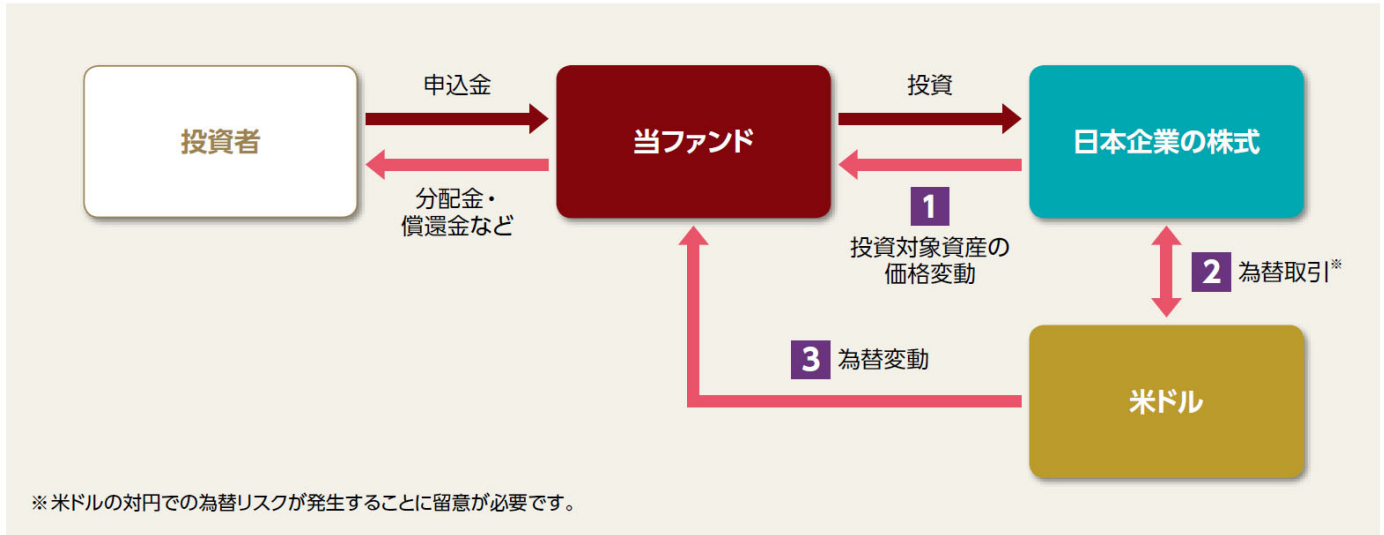 申込金
投資
投資者
当ファンド
日本企業の株式
分配金・
償還金など
1
投資対象資産の
価格変動
2 為替取引※
3 為替変動
米ドル
※米ドルの対円での為替リスクが発生することに留意が必要です。